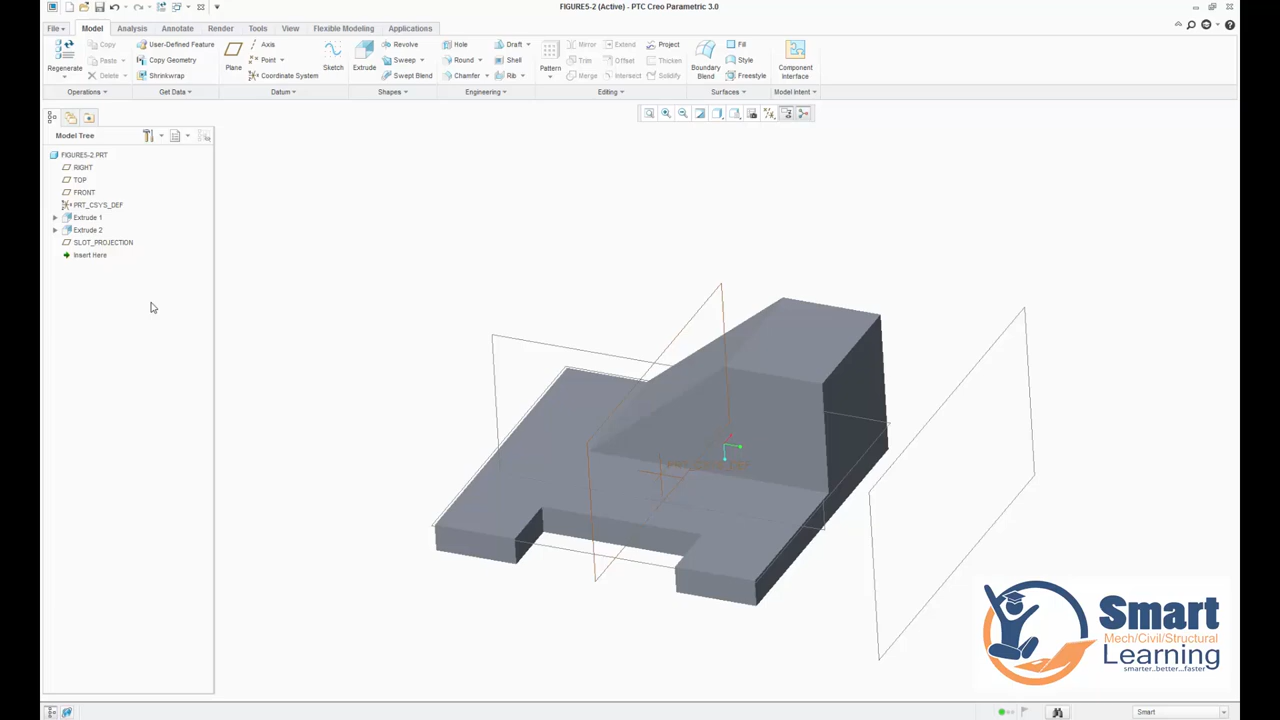 FIGURE5-2 (Active) - PTC Creo Parametric 3.0
File Model Analysis Annotate Render Tools View Flexible Modeling Applications
Regenerate
Copy
Paste
Delete
Operations
User-Defined Feature
Copy Geometry
Shrinkwrap
Get Data
Plane
Axis
Point
Coordinate System
Sketch
Datum
Extrude
Revolve
Sweep
Swept Blend
Shapes
Hole
Round
Chamfer
Draft
Shell
Rib
Engineering
Pattern
Mirror
Trim
Merge
Extend
Offset
Intersect
Project
Thicken
Solidify
Editing
Boundary
Blend
Fill
Style
Freestyle
Surfaces
Component
Interface
Model Intent
Model Tree
FIGURE5-2.PRT
RIGHT
TOP
FRONT
PRT_CSYS_DEF
Extrude 1
Extrude 2
SLOT_PROJECTION
Insert Here
Smart
Mech/Civil/Structural
Learning
smarter..better...faster
Smart